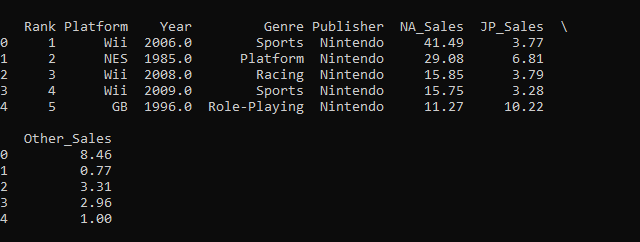 Rank Platform Year Genre Publisher NA_Sales JP_Sales \
0 1 Wii 2006.0 Sports Nintendo 41.49 3.77
1 2 NES 1985.0 Platform Nintendo 29.08 6.81
2 3 Wii 2008.0 Racing Nintendo 15.85 3.79
3 4 Wii 2009.0 Sports Nintendo 15.75 3.28
4 5 GB 1996.0 Role-Playing Nintendo 11.27 10.22
Other_Sales
0 8.46
1 0.77
2 3.31
3 2.96
4 1.00